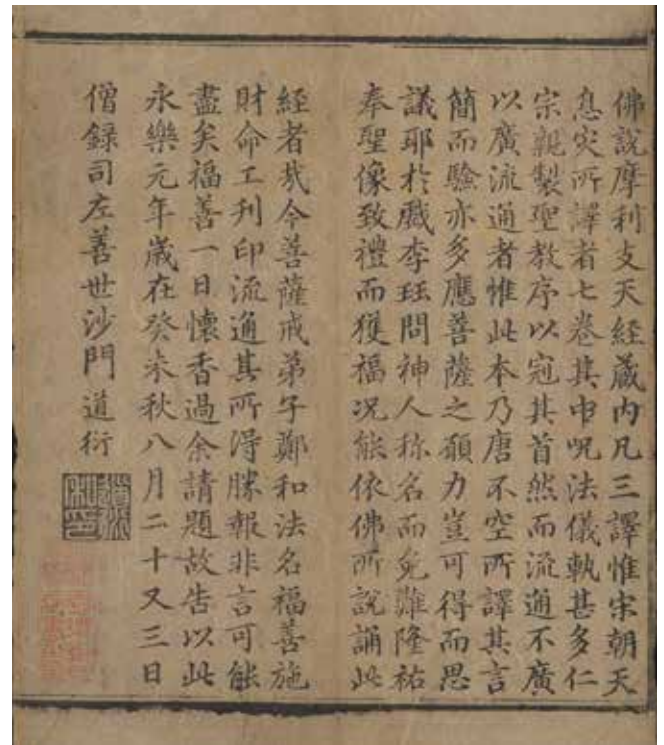 佛說摩利支天經藏内凡三譯惟宋朝天
息災所譯者七卷其中呪法儀軌甚多仁
宗親製聖教序以冠其首然而流通不廣
以廣流通者惟此本乃唐不空所譯其言
簡而驗亦多應菩薩之願力豈可得而思
議耶於戲李珏問神人称名而免難隆祐
奉聖像致禮而獲福况能依佛所說誦此
經者㦲今菩薩戒弟子鄭和法名福善施
財命工刊印流通其所得勝報非言可能
盡矣福善一日懷香過余請題故告以此
永樂元年歲在癸未秋八月二十又三日
僧録司左善世沙門道衍